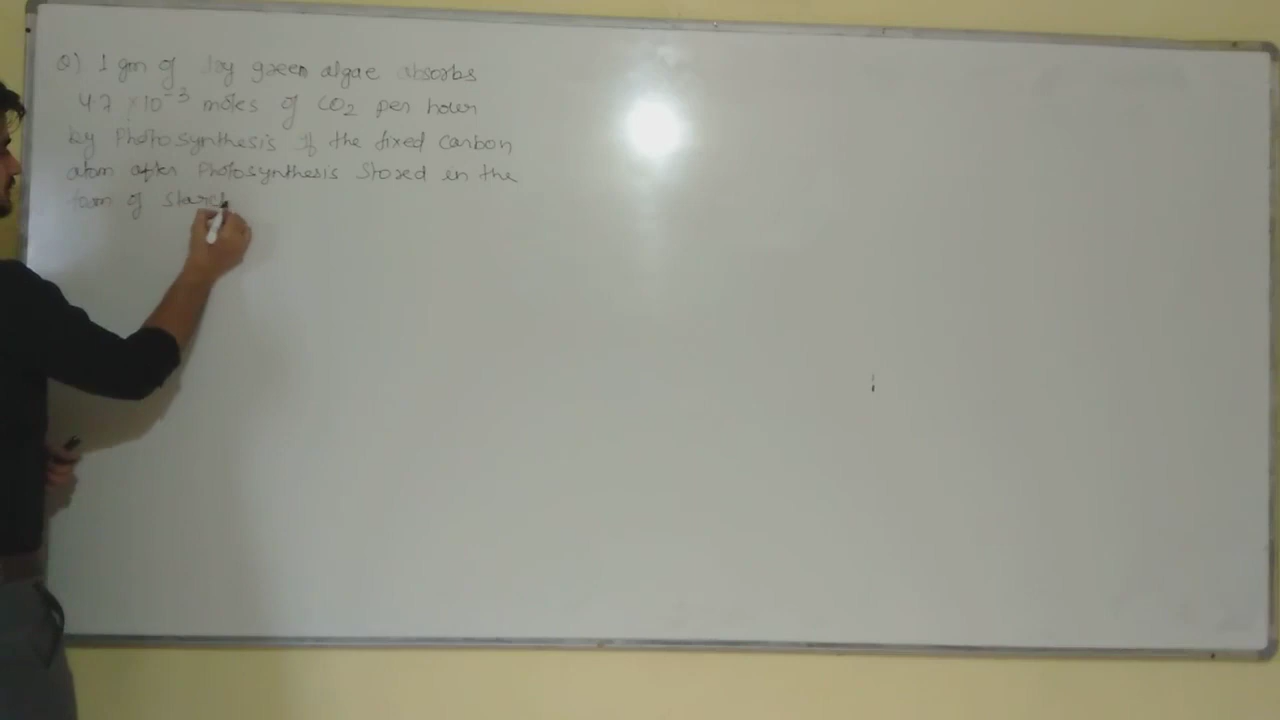 Q) 1 gm of dry green algae absorbs
4.7 × 10⁻³ moles of CO₂ per hour
by Photosynthesis If the fixed carbon
atom after Photosynthesis Stored in the
form of Starch